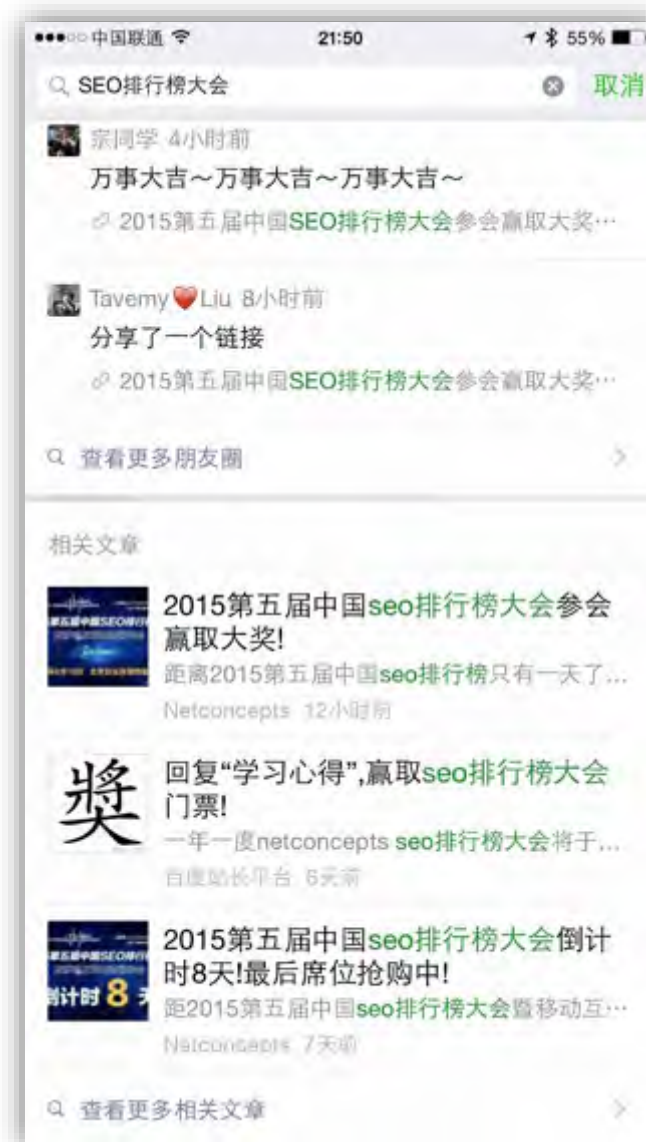 中国联通 21:50 55%
SEO排行榜大会 取消
宗同学 4小时前
万事大吉～万事大吉～万事大吉～
2015第五届中国SEO排行榜大会参会赢取大奖…
Tavemy❤️Liu 8小时前
分享了一个链接
2015第五届中国SEO排行榜大会参会赢取大奖…
查看更多朋友圈
相关文章
2015第五届中国seo排行榜大会参会
赢取大奖!
距离2015第五届中国seo排行榜只有一天了...
Netconcepts 12小时前
奖
回复“学习心得”,赢取seo排行榜大会
门票!
一年一度netconcepts seo排行榜大会将于...
百度站长平台 6天前
倒计时 8 天
2015第五届中国seo排行榜大会倒计
时8天!最后席位抢购中!
距2015第五届中国seo排行榜大会暨移动互…
Netconcepts 7天前
查看更多相关文章